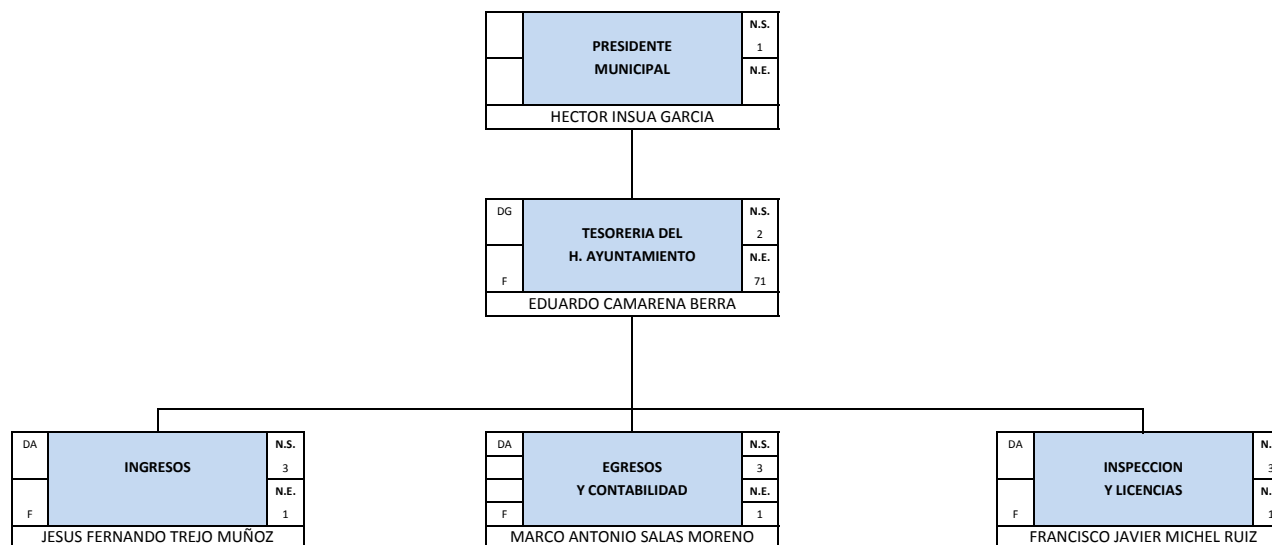 N.S.
PRESIDENTE
MUNICIPAL
1
N.E.
HECTOR INSUA GARCIA
DG
N.S.
TESORERIA DEL
2
H. AYUNTAMIENTO
N.E.
F
71
EDUARDO CAMARENA BERRA
DA
N.S.
INGRESOS
3
N.E.
F
1
JESUS FERNANDO TREJO MUÑOZ
DA
N.S.
EGRESOS
3
Y CONTABILIDAD
N.E.
F
1
MARCO ANTONIO SALAS MORENO
DA
INSPECCION
Y LICENCIAS
F
FRANCISCO JAVIER MICHEL RUIZ